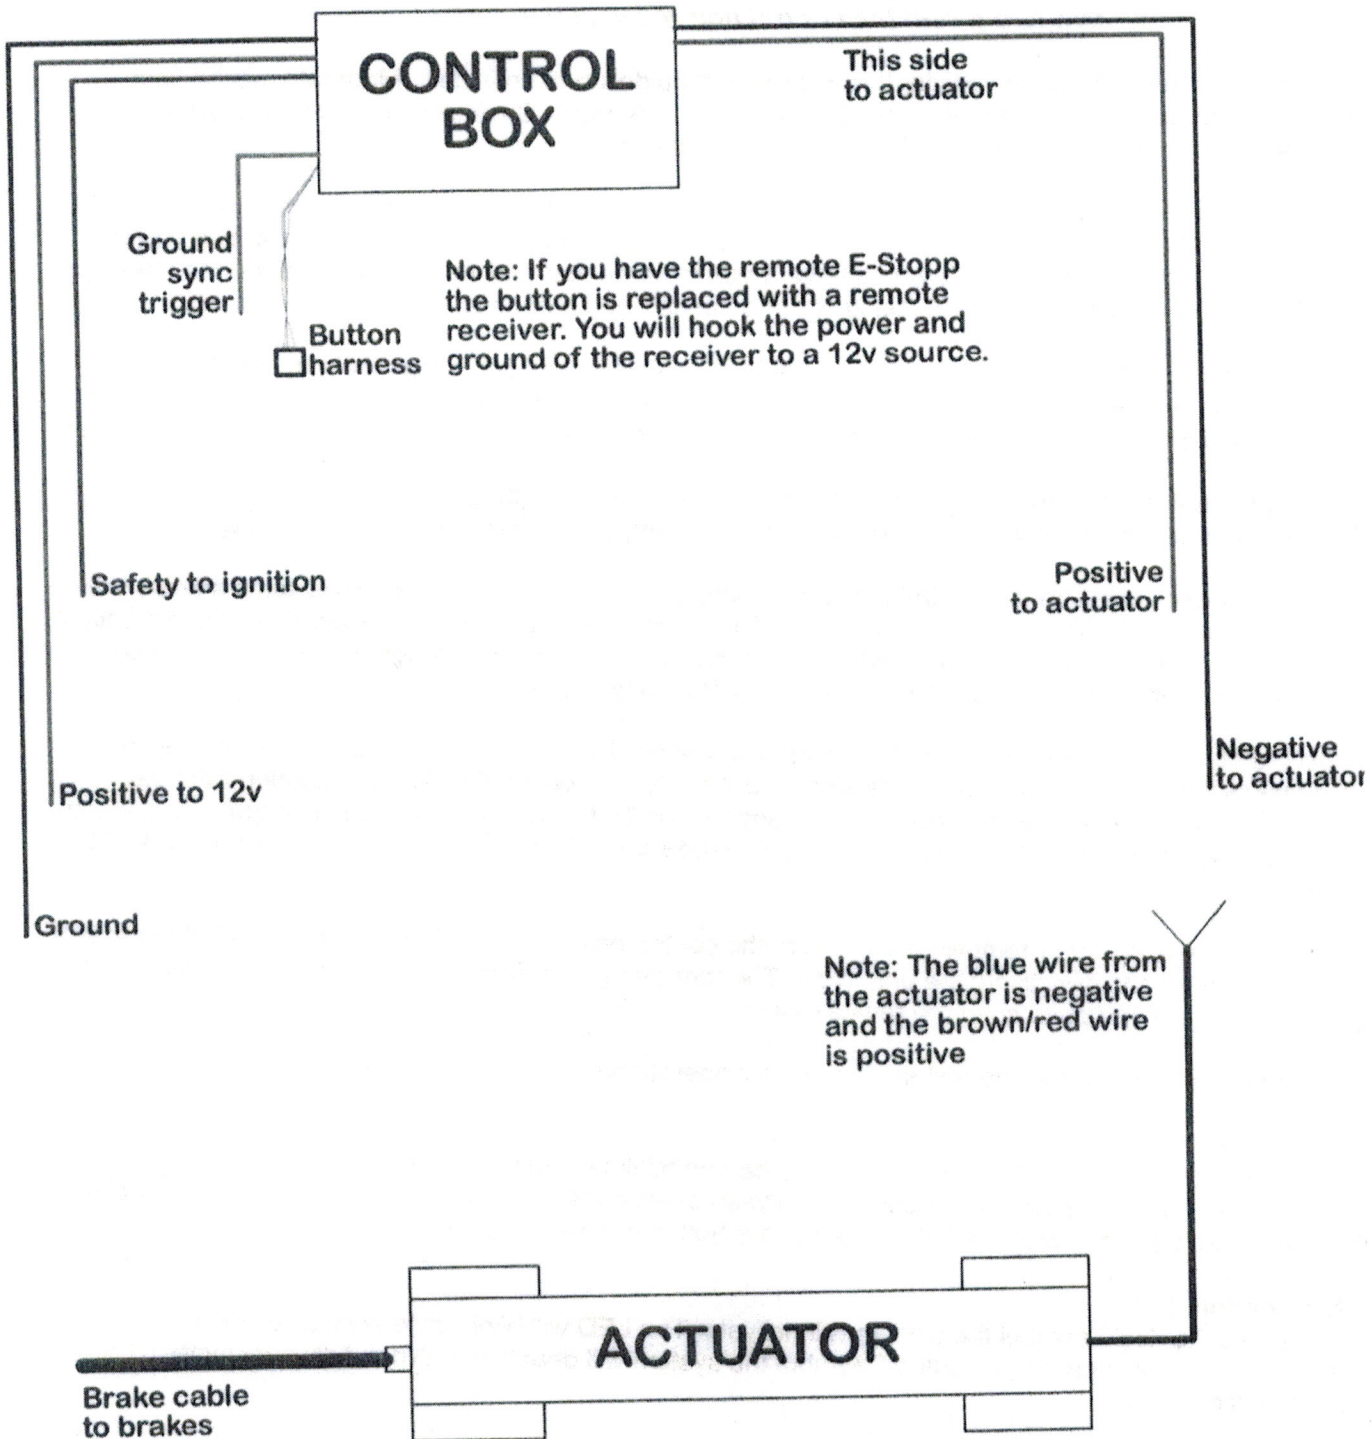 CONTROL
BOX
This side
to actuator
Ground
sync
trigger
Button
harness
Note: If you have the remote E-Stopp
the button is replaced with a remote
receiver. You will hook the power and
ground of the receiver to a 12v source.
Safety to ignition
Positive
to actuator
Positive to 12v
Negative
to actuator
Ground
Note: The blue wire from
the actuator is negative
and the brown/red wire
is positive
ACTUATOR
Brake cable
to brakes